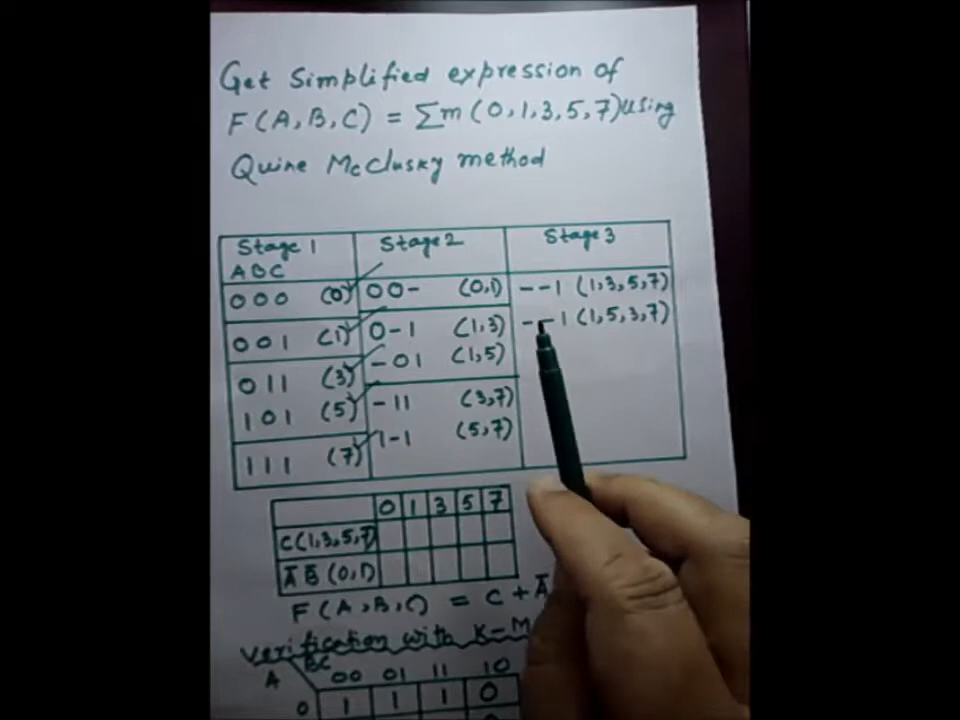 Get Simplified expression of
F(A,B,C) = Σm (0,1,3,5,7) using
Quine McClusky method
Stage 1 Stage 2 Stage 3
ABC
000 (0) 00- (0,1) --1 (1,3,5,7)
001 (1) 0-1 (1,3) --1 (1,5,3,7)
-01 (1,5)
011 (3)
101 (5) -11 (3,7)
1-1 (5,7)
111 (7)
0 1 3 5 7
C(1,3,5,7)
A̅ B̅ (0,1)
F(A,B,C) = C + A̅
Verification with K-M
BC
A 00 01 11 10
0 1 1 1 0